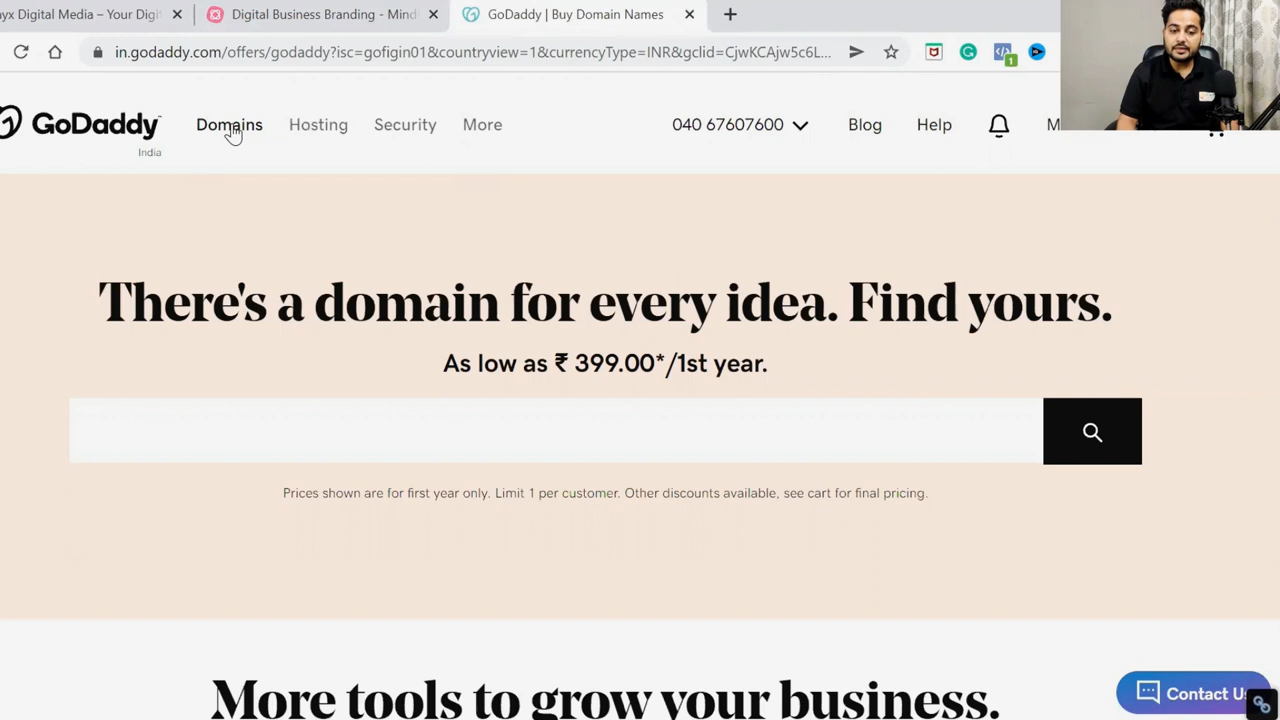 yx Digital Media – Your Digit
Digital Business Branding - Mind
GoDaddy | Buy Domain Names
in.godaddy.com/offers/godaddy?isc=gofigin01&countryview=1&currencyType=INR&gclid=CjwKCAjw5c6L...
1
GoDaddy
India
Domains
Hosting
Security
More
040 67607600
Blog
Help
M
There's a domain for every idea. Find yours.
As low as ₹ 399.00*/1st year.
Prices shown are for first year only. Limit 1 per customer. Other discounts available, see cart for final pricing.
More tools to grow your business.
Contact Us